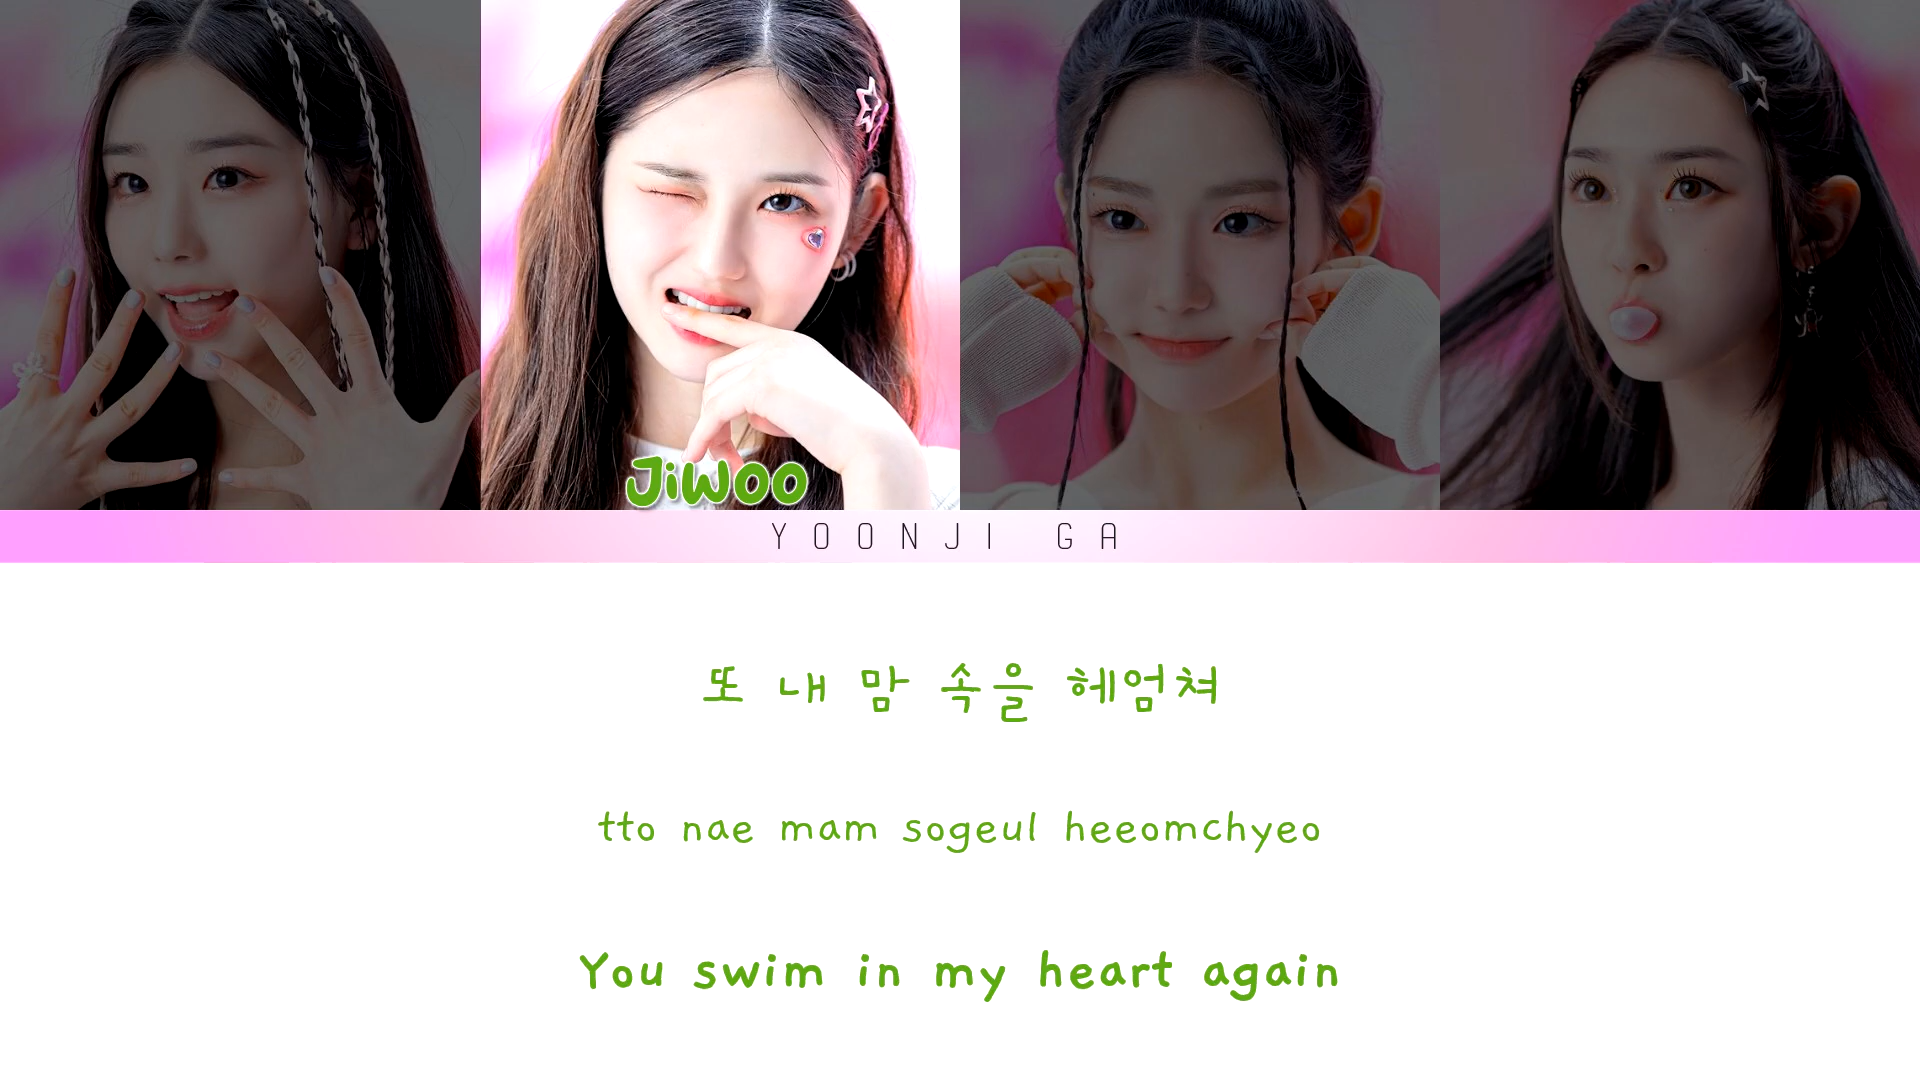 JiWOO
YOONJI GA
또 내 맘 속을 헤엄쳐
tto nae mam sogeul heeomchyeo
You swim in my heart again